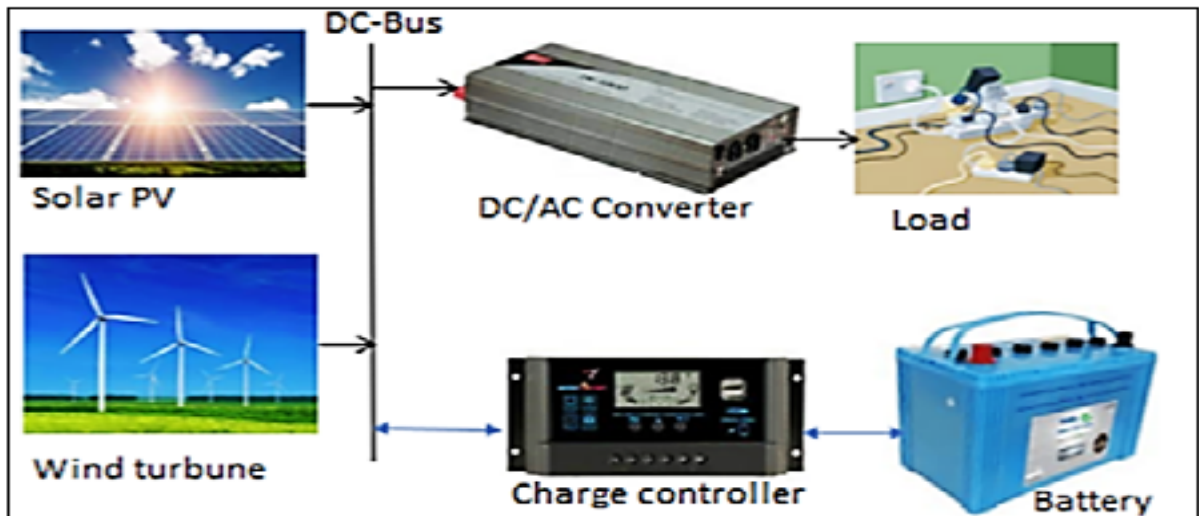 DC-Bus
Solar PV
DC/AC Converter
Load
Wind turbune
Charge controller
Battery